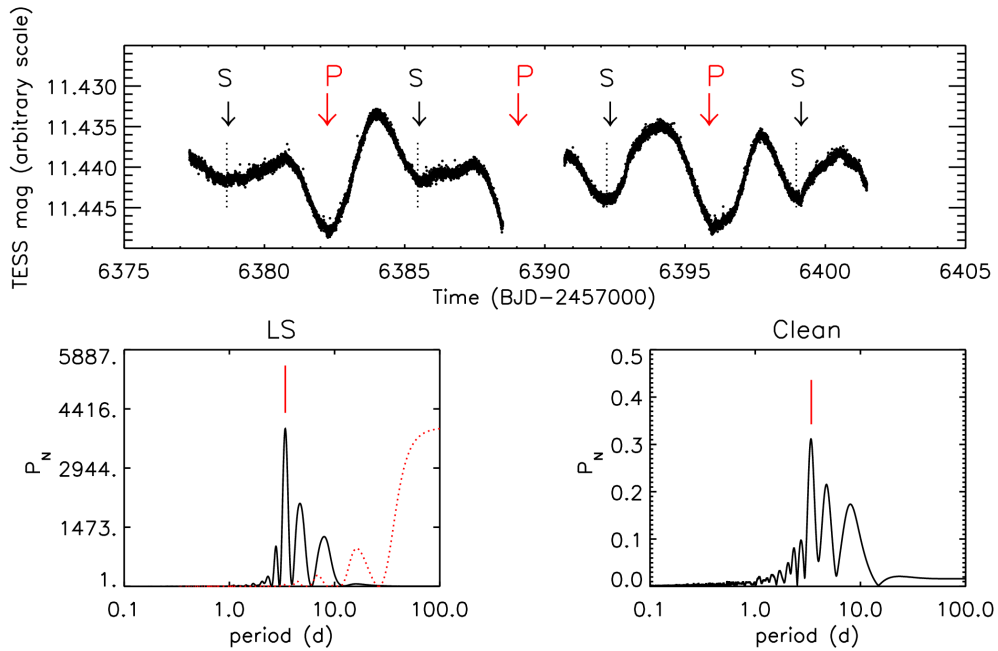 TESS mag (arbitrary scale)
11.430
11.435
11.440
11.445
S P S P S P S
6375 6380 6385 6390 6395 6400 6405
Time (BJD-2457000)
LS
P_N
5887.
4416.
2944.
1473.
1.
0.1 1.0 10.0 100.0
period (d)
Clean
P_N
0.5
0.4
0.3
0.2
0.1
0.0
0.1 1.0 10.0 100.0
period (d)